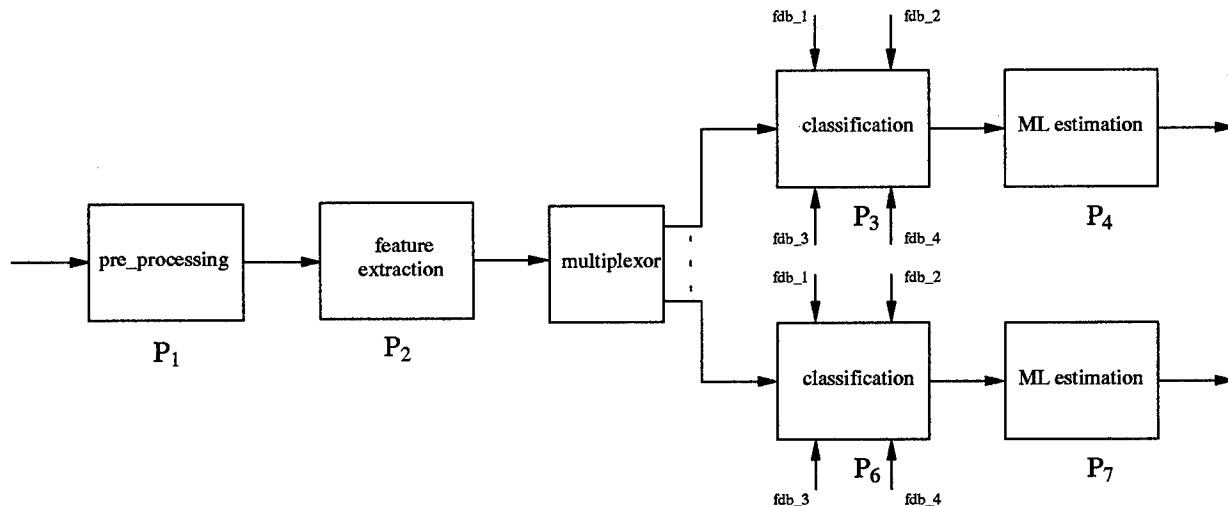 fdb_1
fdb_2
classification
ML estimation
P3
P4
fdb_3
fdb_4
pre_processing
feature
extraction
multiplexor
P1
P2
fdb_1
fdb_2
classification
ML estimation
P6
P7
fdb_3
fdb_4